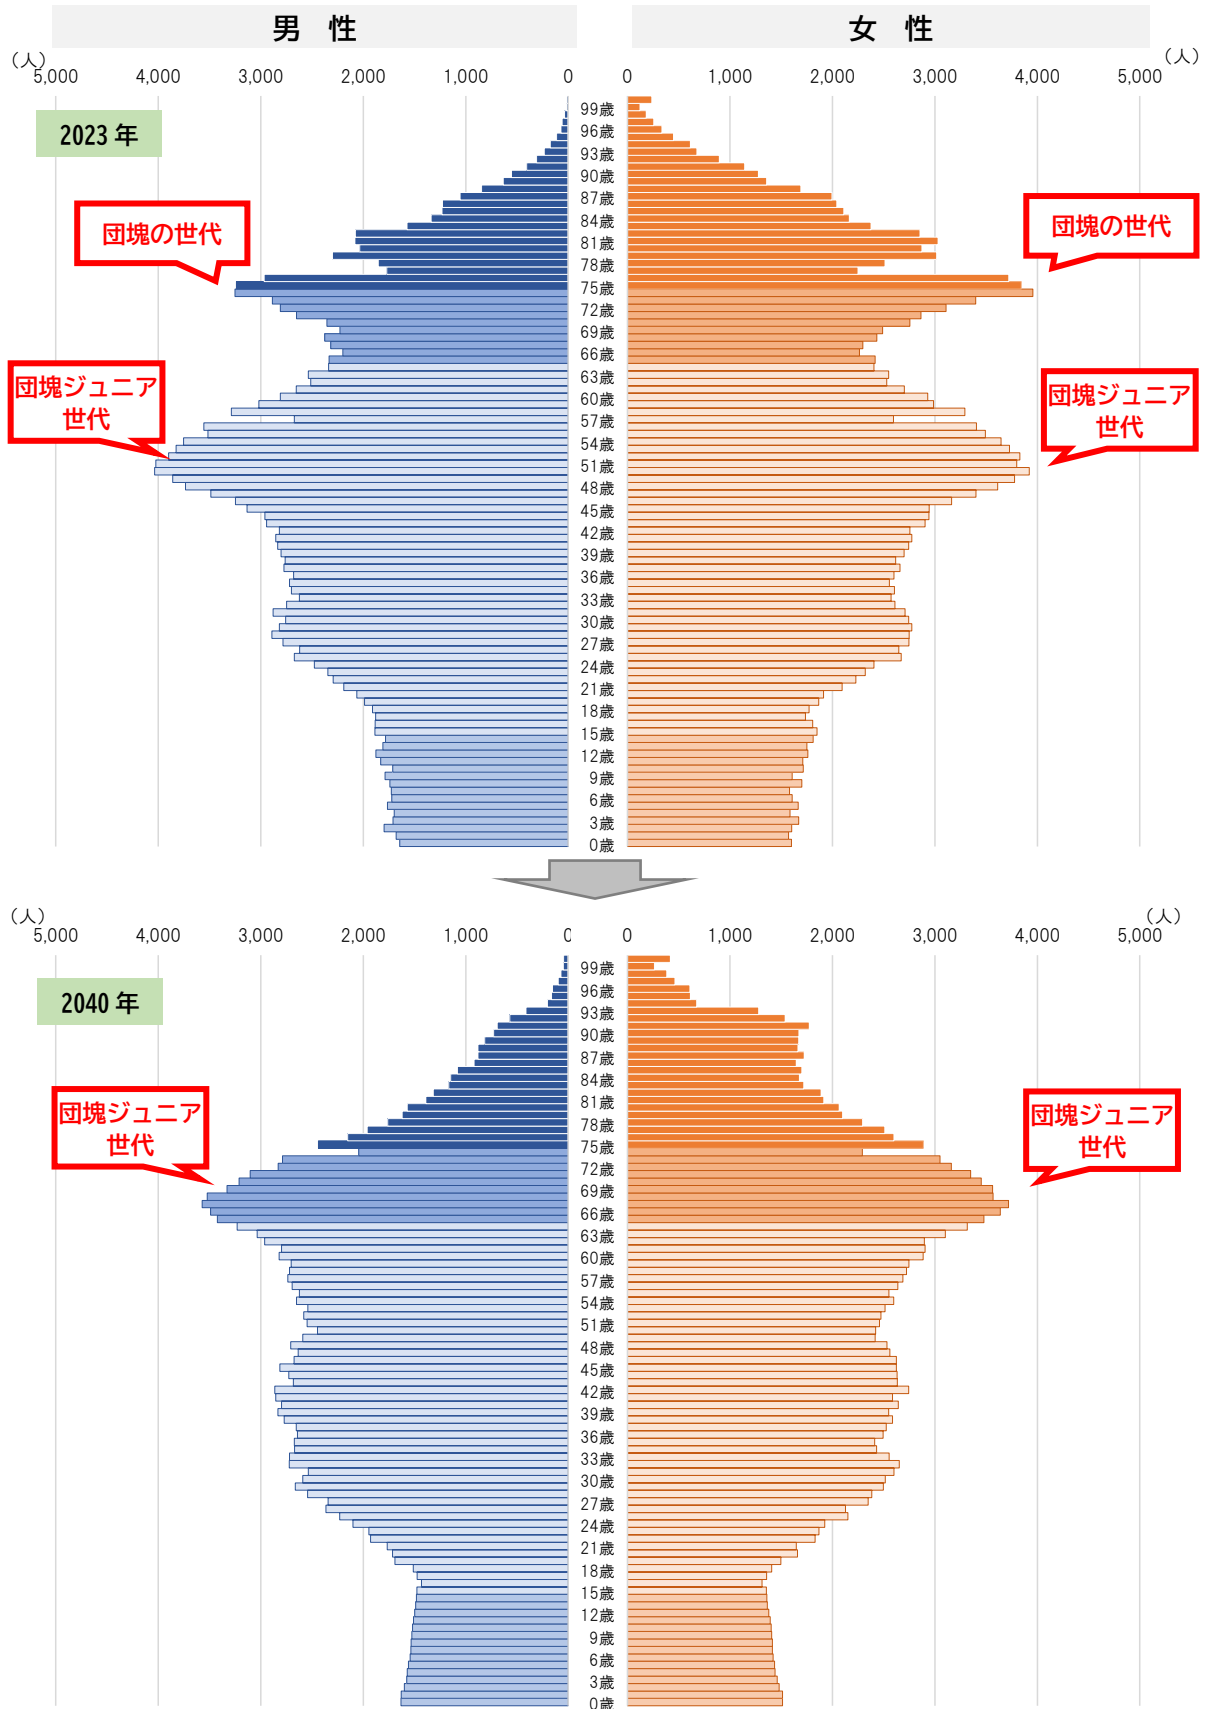 男 性
女 性
（人）
（人）
5,000 4,000 3,000 2,000 1,000 0
0 1,000 2,000 3,000 4,000 5,000
2023 年
団塊の世代
団塊の世代
団塊ジュニア
世代
団塊ジュニア
世代
99歳
96歳
93歳
90歳
87歳
84歳
81歳
78歳
75歳
72歳
69歳
66歳
63歳
60歳
57歳
54歳
51歳
48歳
45歳
42歳
39歳
36歳
33歳
30歳
27歳
24歳
21歳
18歳
15歳
12歳
9歳
6歳
3歳
0歳
（人）
（人）
5,000 4,000 3,000 2,000 1,000 0
0 1,000 2,000 3,000 4,000 5,000
2040 年
団塊ジュニア
世代
団塊ジュニア
世代
99歳
96歳
93歳
90歳
87歳
84歳
81歳
78歳
75歳
72歳
69歳
66歳
63歳
60歳
57歳
54歳
51歳
48歳
45歳
42歳
39歳
36歳
33歳
30歳
27歳
24歳
21歳
18歳
15歳
12歳
9歳
6歳
3歳
0歳